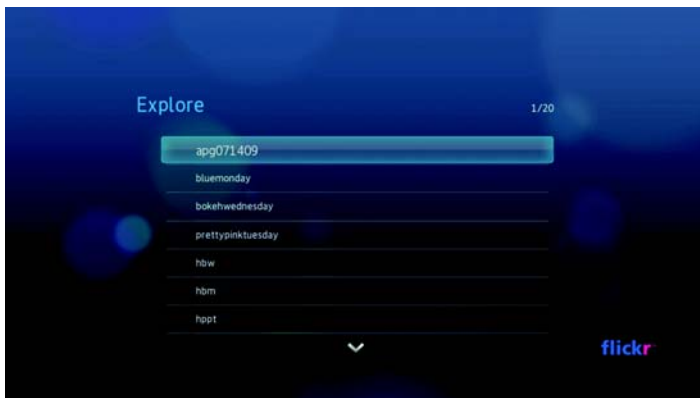 Explore
1/20
apg071409
bluemonday
bokehwednesday
prettypinktuesday
hbw
hbm
hppt
flickr